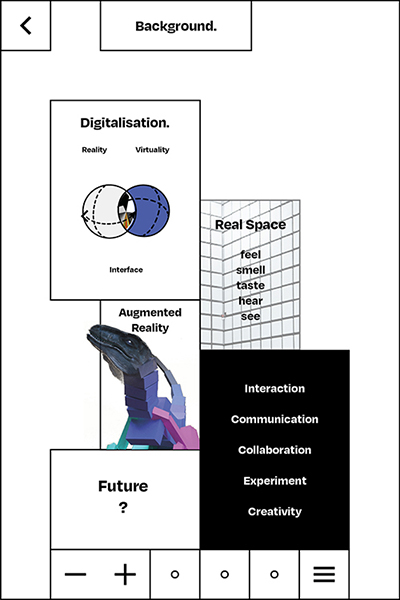 Background.
Digitalisation.
Reality Virtuality
Interface
Real Space
feel
smell
taste
hear
see
Augmented
Reality
Interaction
Communication
Collaboration
Experiment
Creativity
Future
?